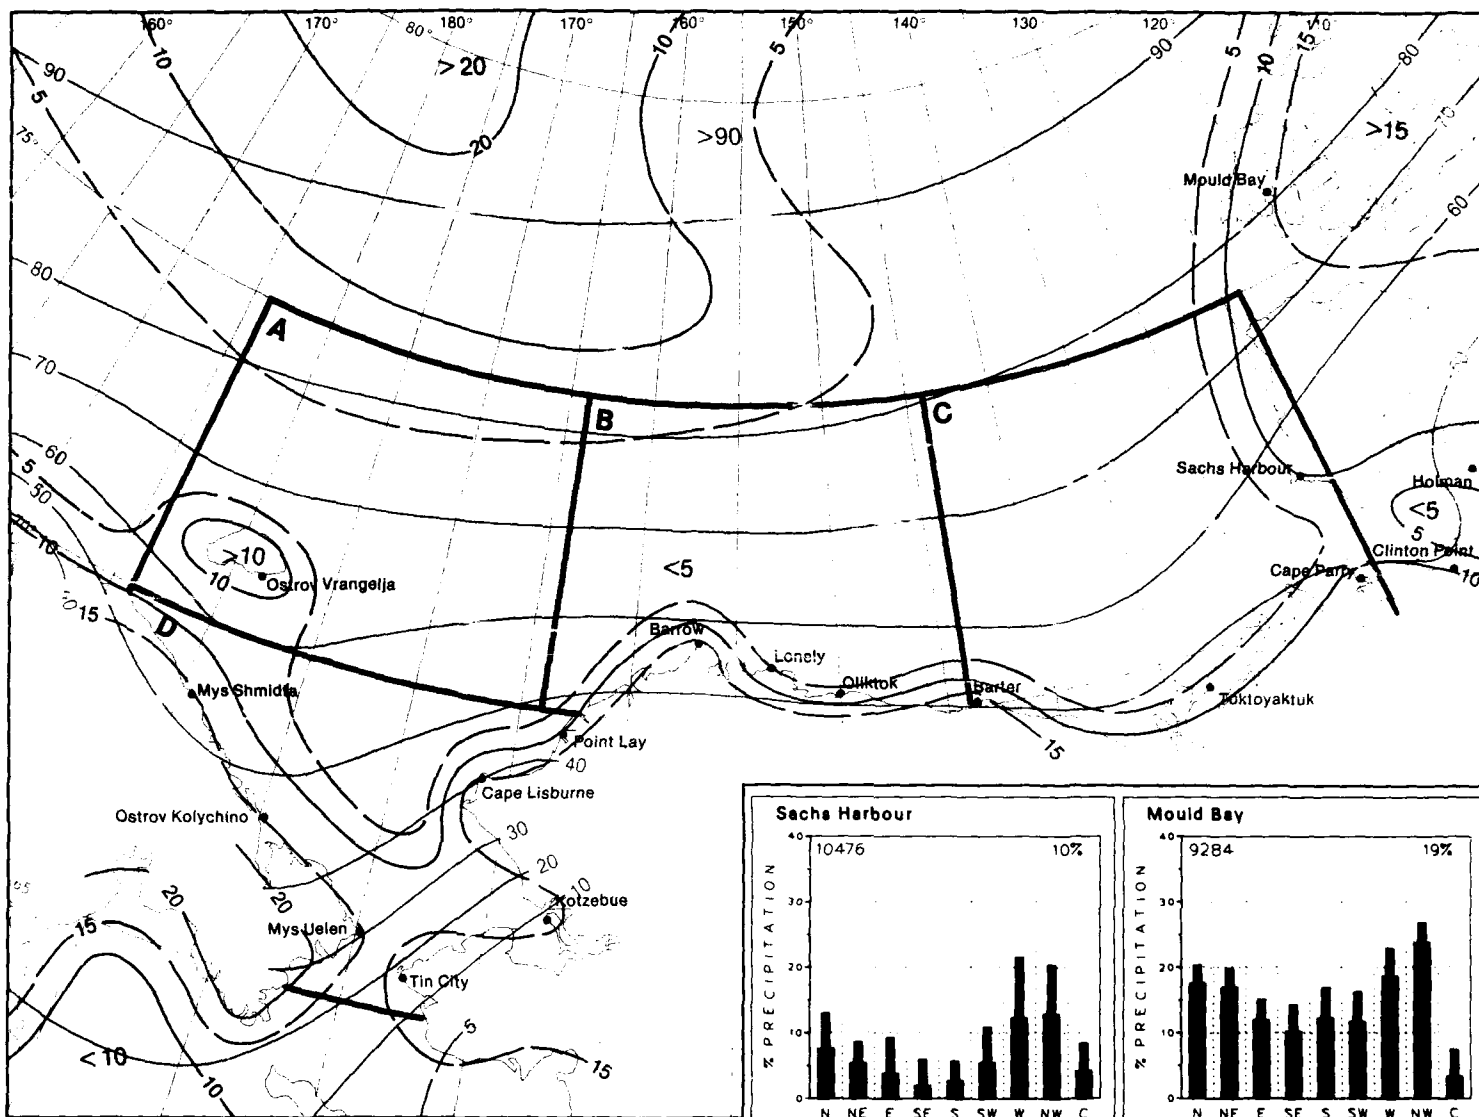 160° 170° 180° 170° 160° 150° 140° 130 120°
80°
10 5 5 10 15 90 80
90 >20
5 10
75° 20
>90
>15 70
Mould Bay
60
80
A
70
B C
60
5
50
Sachs Harbour
Holman
<5
5
>10
10
Ostrov Vrangelja
<5
Clinton Point
Cape Parry
10
15
D
Barrow
Lonely
Mys Shmidta
Oliktok
Barter
Toktoyaktuk
Point Lay
15
40
Cape Lisburne
Ostrov Kolychino
30
20
10
20 20
Kotzebue
15
Mys Uelen
Tin City
5
<10
10
15
Sachs Harbour
40
10476 10%
30
20
10
0
% PRECIPITATION
N NE E SE S SW W NW C
Mould Bay
40
9284 19%
30
20
10
0
% PRECIPITATION
N NE E SE S SW W NW C